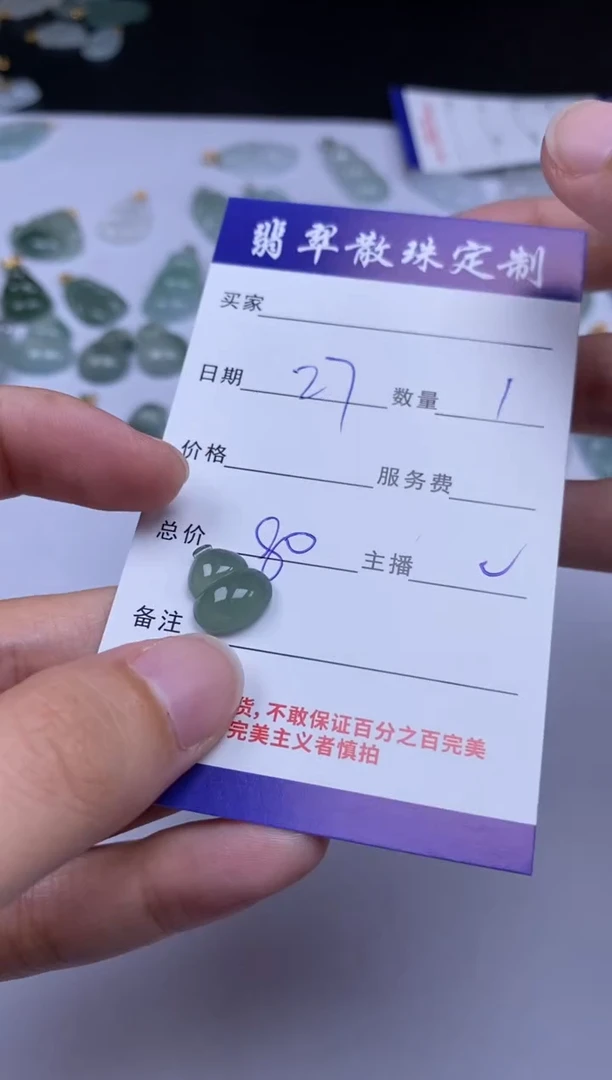 翡翠散珠定制
买家
日期 27 数量 1
价格 服务费
总价 80 主播 ✓
备注
货，不敢保证百分之百完美
完美主义者慎拍